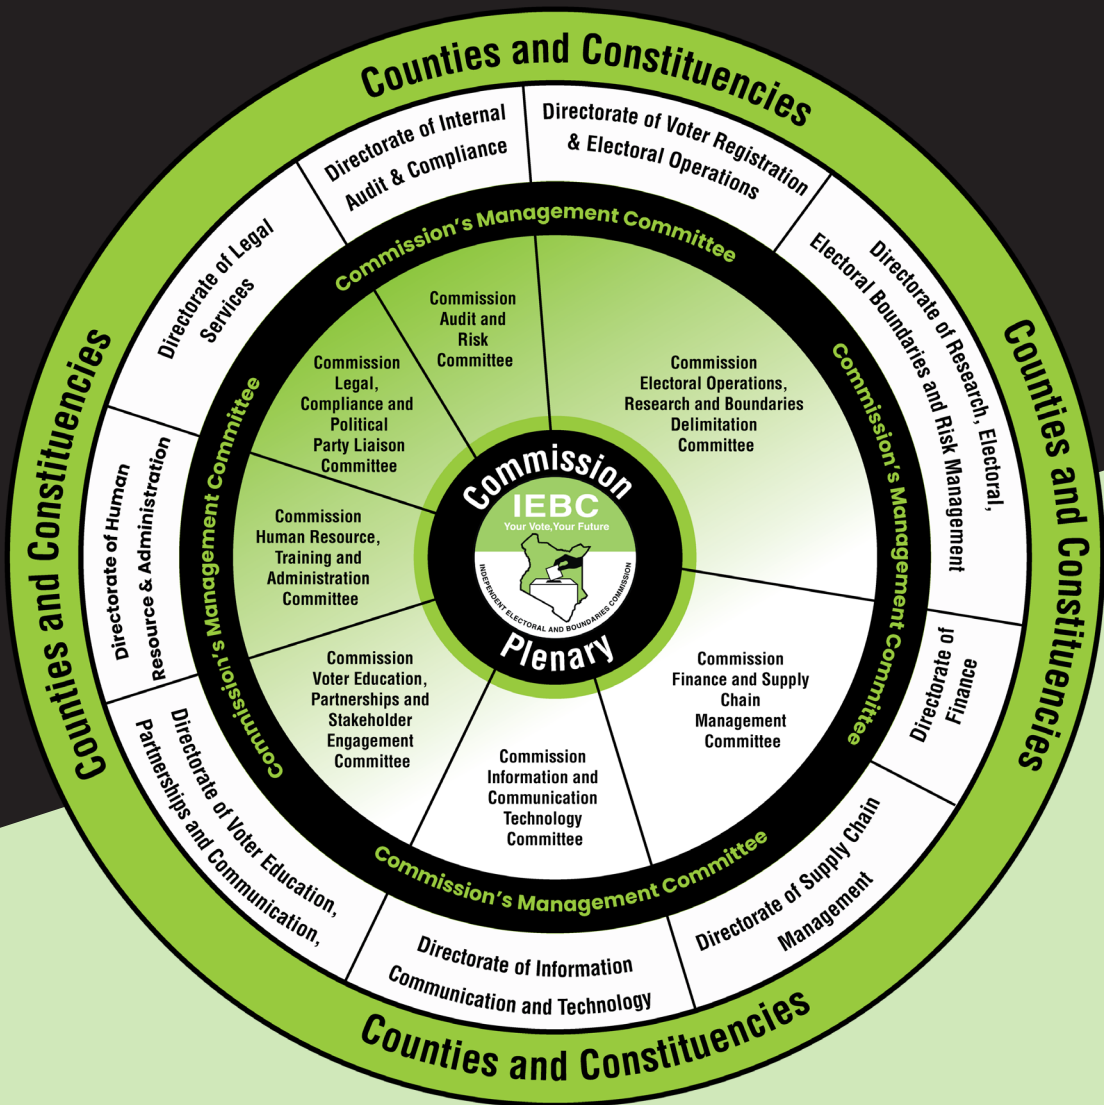 Counties and Constituencies
Directorate of Internal
Audit & Compliance
Directorate of Voter Registration
& Electoral Operations
Directorate of Research, Electoral,
Electoral Boundaries and Risk Management
Directorate of Finance
Directorate of Supply Chain
Management
Directorate of Information
Communication and Technology
Directorate of Voter Education,
Partnerships and Communication,
Directorate of Human
Resource & Administration
Directorate of Legal
Services
Counties and Constituencies
Counties and Constituencies
Counties and Constituencies
Commission's Management Committee
Commission's Management Committee
Commission's Management Committee
Commission's Management Committee
Commission's Management Committee
Commission
Audit and
Risk
Committee
Commission
Electoral Operations,
Research and Boundaries
Delimitation
Committee
Commission
Finance and Supply
Chain
Management
Committee
Commission
Information and
Communication
Technology
Committee
Commission
Voter Education,
Partnerships and
Stakeholder
Engagement
Committee
Commission
Human Resource,
Training and
Administration
Committee
Commission
Legal,
Compliance and
Political
Party Liaison
Committee
Commission
IEBC
Your Vote,Your Future
INDEPENDENT ELECTORAL AND BOUNDARIES COMMISSION
Plenary